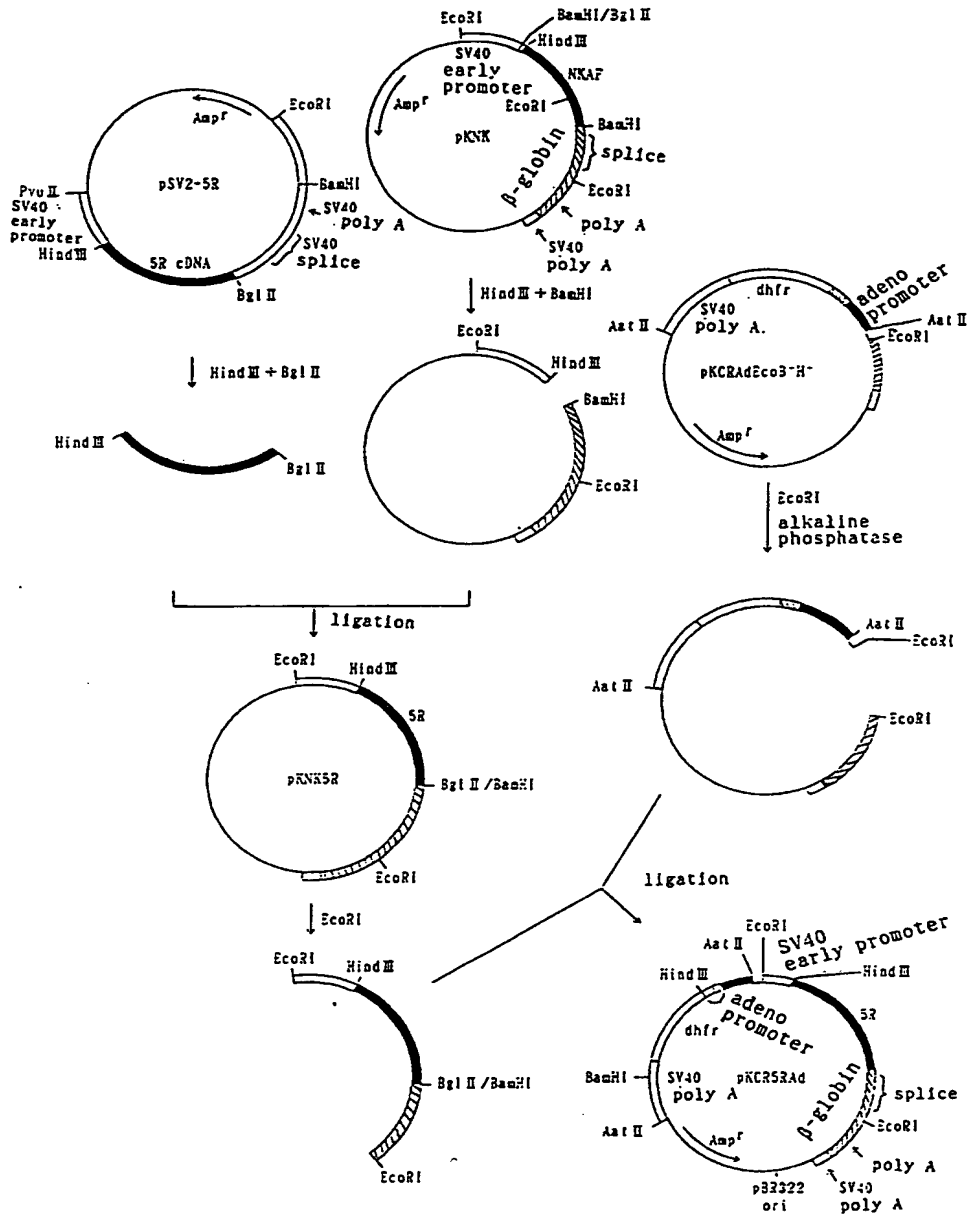 EcoRI
BamHI/BglⅡ
HindⅢ
SV40
early
promoter
NKAF
Ampʳ
EcoRI
pKNK
BamHI
splice
β-globin
EcoRI
poly A
SV40
poly A
Ampʳ
EcoRI
pSV2-5R
BamHI
SV40
poly A
SV40
splice
PvuⅡ
SV40
early
promoter
HindⅢ
5R cDNA
BglⅡ
HindⅢ+BamHI
dhfr
adeno
promoter
SV40
poly A.
AatⅡ
AatⅡ
EcoRI
pKCRAdEco3⁻H⁻
Ampʳ
HindⅢ+BglⅡ
HindⅢ
BglⅡ
EcoRI
HindⅢ
BamHI
EcoRI
EcoRI
alkaline
phosphatase
ligation
EcoRI
HindⅢ
5R
pKNK5R
BglⅡ/BamHI
EcoRI
AatⅡ
EcoRI
AatⅡ
EcoRI
EcoRI
ligation
EcoRI
HindⅢ
BglⅡ/BamHI
EcoRI
EcoRI
AatⅡ
SV40
early promoter
HindⅢ
HindⅢ
adeno
promoter
5R
dhfr
BamHI
SV40
poly A
pKCR5RAd
β-globin
splice
AatⅡ
Ampʳ
EcoRI
poly A
pBR322
ori
SV40
poly A